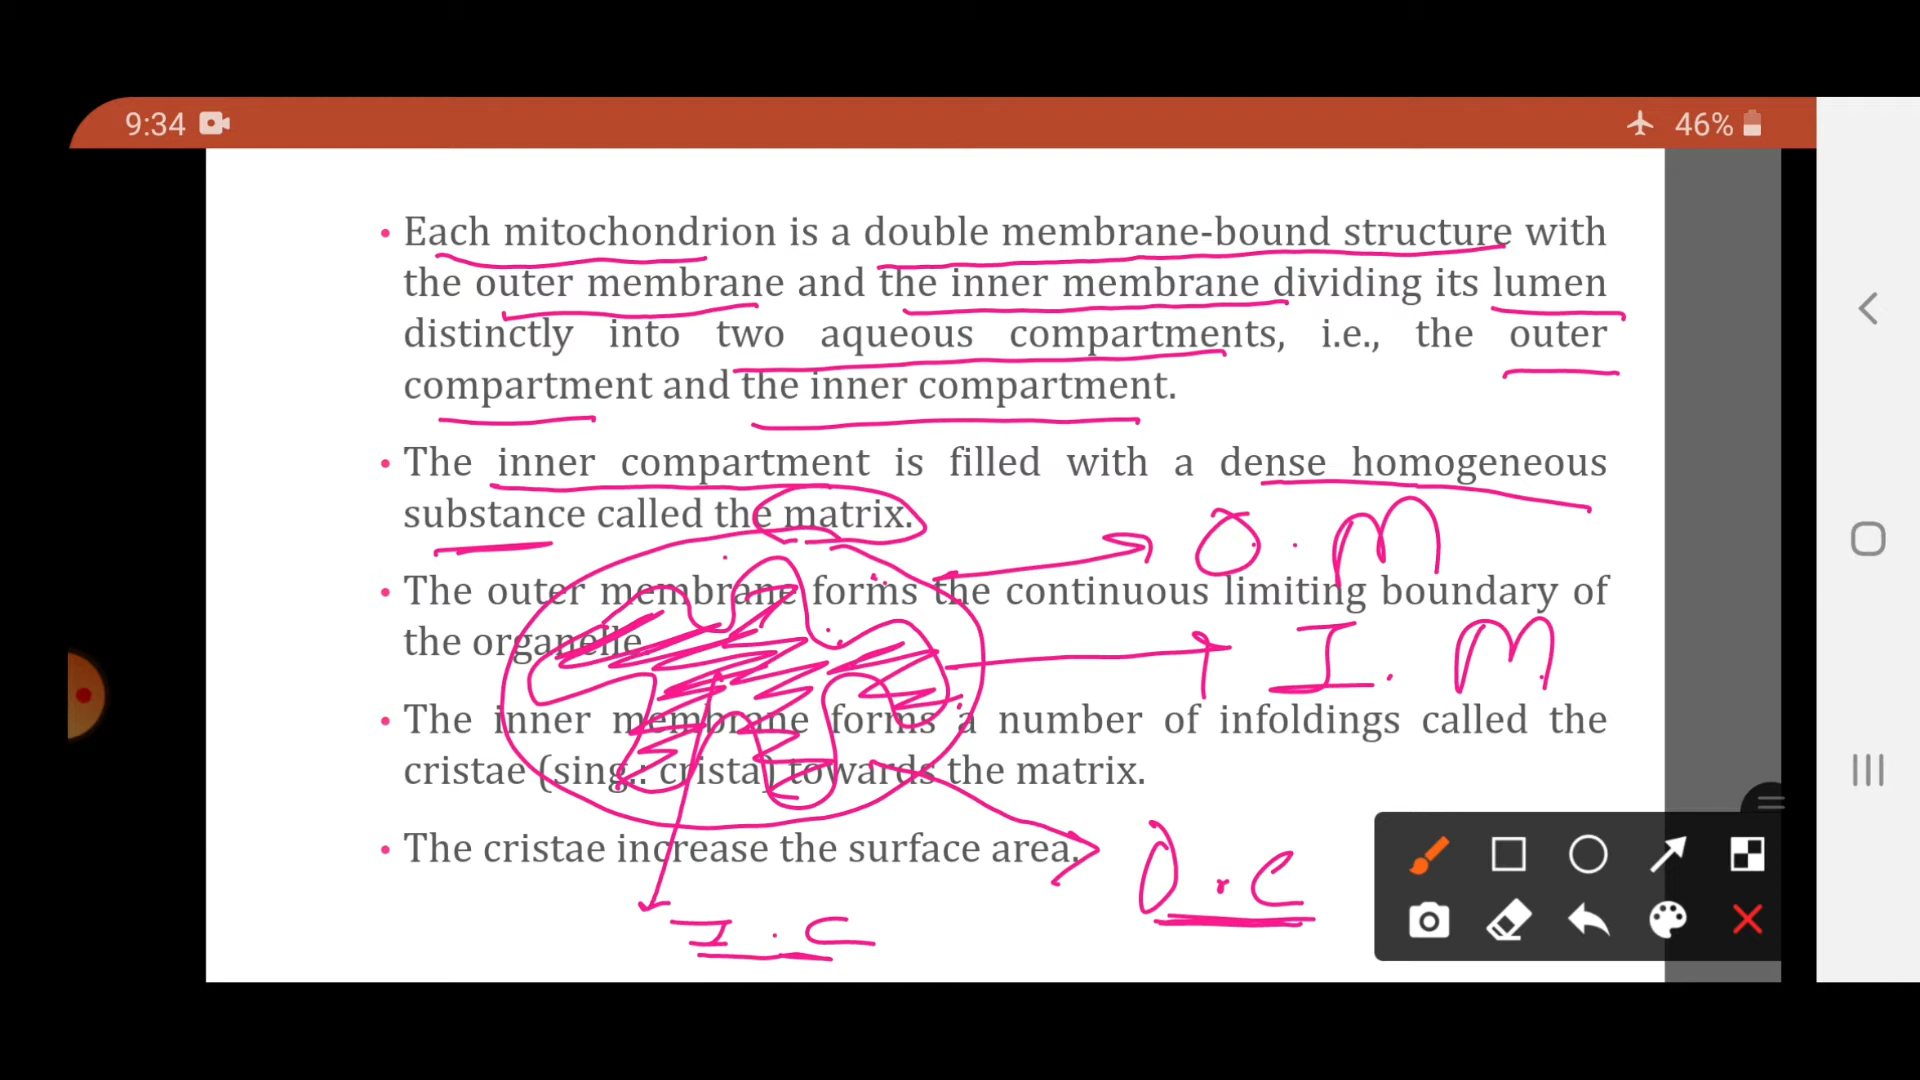 9:34
46%
• Each mitochondrion is a double membrane-bound structure with
the outer membrane and the inner membrane dividing its lumen
distinctly into two aqueous compartments, i.e., the outer
compartment and the inner compartment.
• The inner compartment is filled with a dense homogeneous
substance called the matrix.
O.M
• The outer membrane forms the continuous limiting boundary of
the organelle.
I.M
• The inner membrane forms a number of infoldings called the
cristae (sing.: crista) towards the matrix.
• The cristae increase the surface area.
O.C
I.C